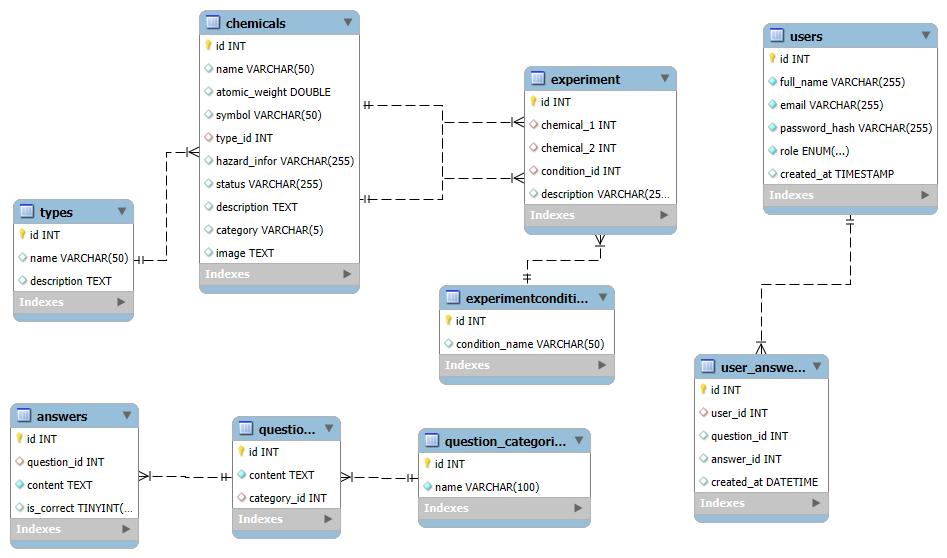 chemicals
id INT
name VARCHAR(50)
atomic_weight DOUBLE
symbol VARCHAR(50)
type_id INT
hazard_infor VARCHAR(255)
status VARCHAR(255)
description TEXT
category VARCHAR(5)
image TEXT
Indexes
types
id INT
name VARCHAR(50)
description TEXT
Indexes
experiment
id INT
chemical_1 INT
chemical_2 INT
condition_id INT
description VARCHAR(25...
Indexes
experimentconditi...
id INT
condition_name VARCHAR(50)
Indexes
users
id INT
full_name VARCHAR(255)
email VARCHAR(255)
password_hash VARCHAR(255)
role ENUM(...)
created_at TIMESTAMP
Indexes
user_answe...
id INT
user_id INT
question_id INT
answer_id INT
created_at DATETIME
Indexes
answers
id INT
question_id INT
content TEXT
is_correct TINYINT(...
Indexes
questio...
id INT
content TEXT
category_id INT
Indexes
question_categori...
id INT
name VARCHAR(100)
Indexes